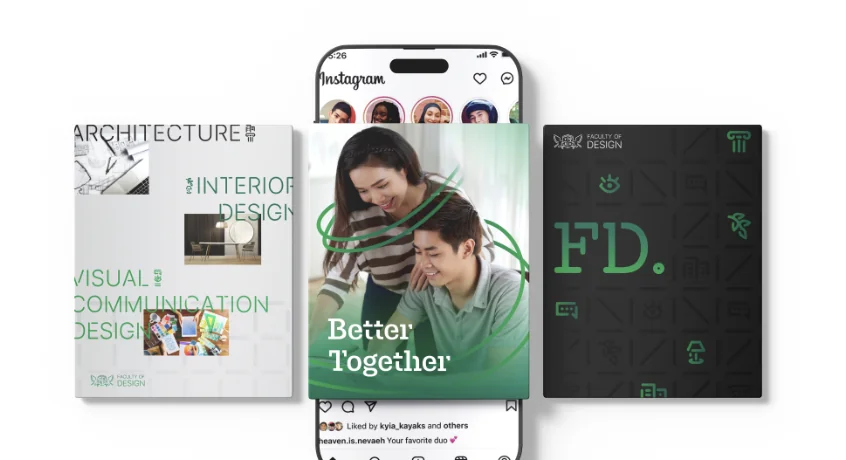 5:26
Instagram
ARCHITECTURE
INTERIOR
DESIGN
VISUAL
COMMUNICATION
DESIGN
FACULTY OF
DESIGN
Better
Together
Liked by kyia_kayaks and others
heaven.is.nevaeh Your favorite duo 💕
FACULTY OF
DESIGN
FD.